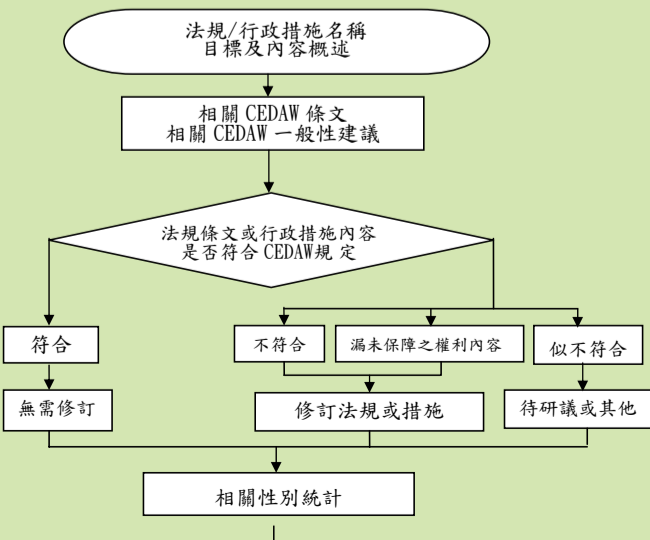 法規/行政措施名稱
目標及內容概述
相關 CEDAW 條文
相關 CEDAW 一般性建議
法規條文或行政措施內容
是否符合 CEDAW規 定
符合
不符合
漏未保障之權利內容
似不符合
無需修訂
修訂法規或措施
待研議或其他
相關性別統計